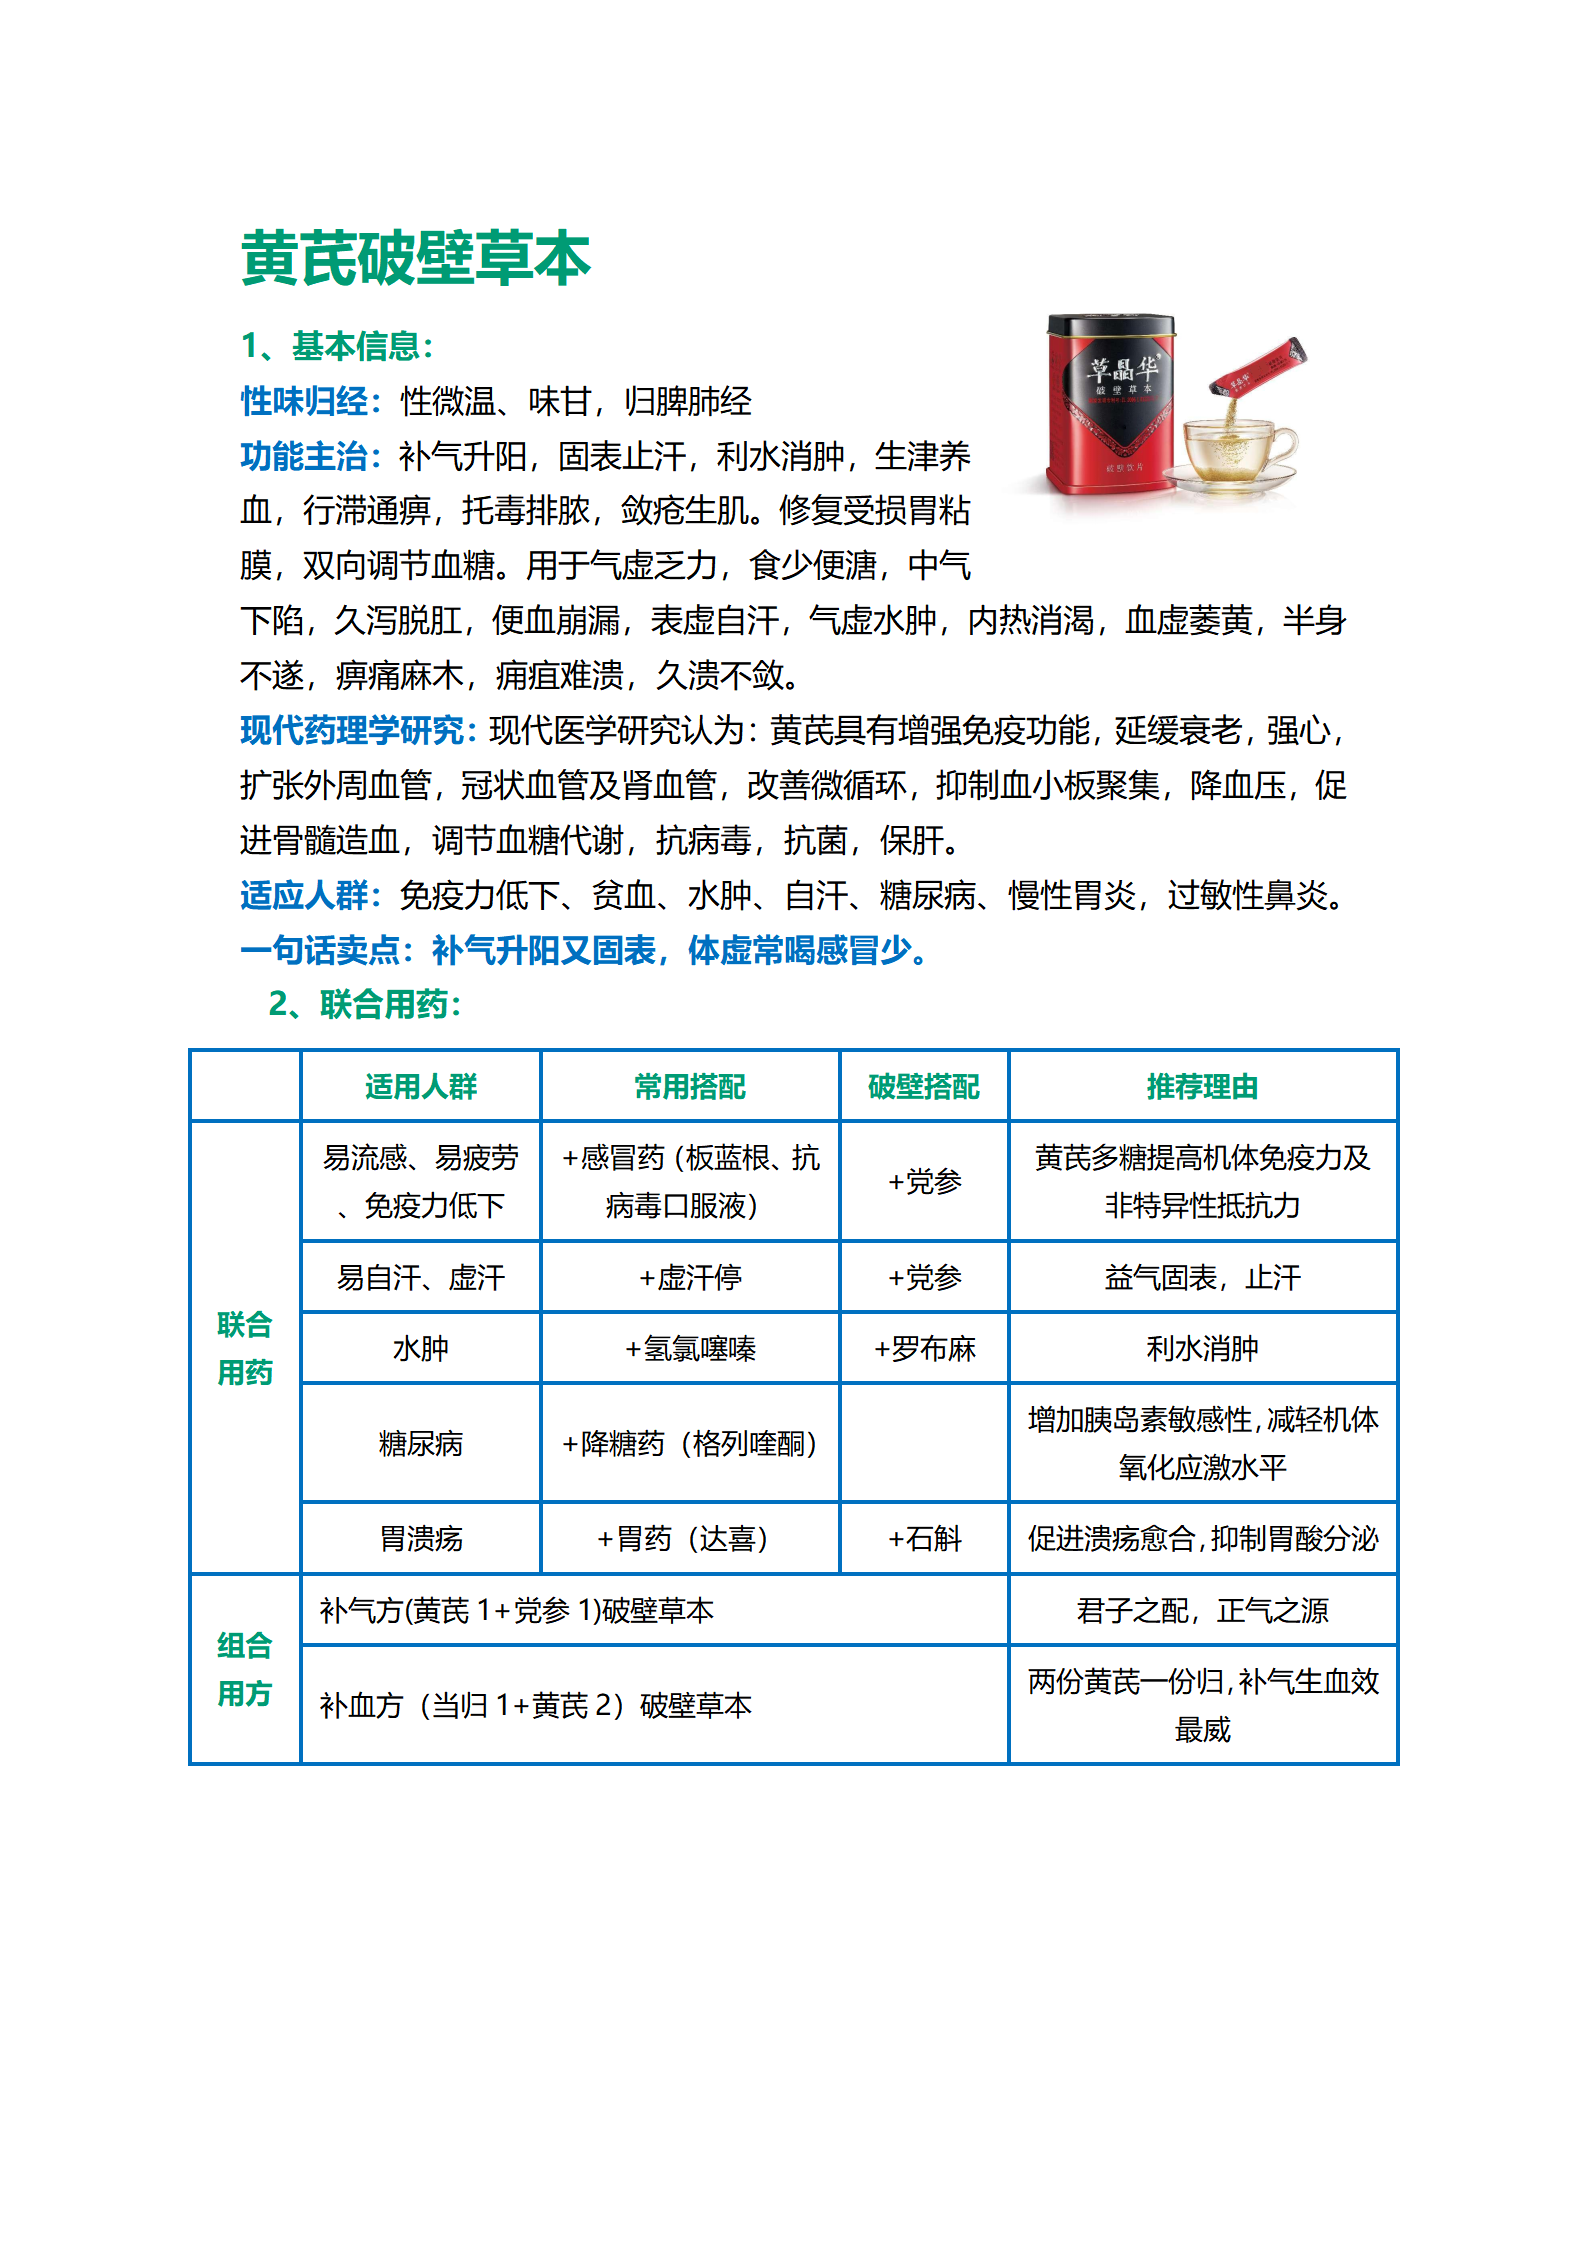 黄芪破壁草本
1、基本信息：
性味归经：性微温、味甘，归脾肺经
草晶华
破壁草本
破壁饮片
草晶华
功能主治：补气升阳，固表止汗，利水消肿，生津养
血，行滞通痹，托毒排脓，敛疮生肌。修复受损胃粘
膜，双向调节血糖。用于气虚乏力，食少便溏，中气
下陷，久泻脱肛，便血崩漏，表虚自汗，气虚水肿，内热消渴，血虚萎黄，半身
不遂，痹痛麻木，痈疽难溃，久溃不敛。
现代药理学研究：现代医学研究认为：黄芪具有增强免疫功能，延缓衰老，强心，
扩张外周血管，冠状血管及肾血管，改善微循环，抑制血小板聚集，降血压，促
进骨髓造血，调节血糖代谢，抗病毒，抗菌，保肝。
适应人群：免疫力低下、贫血、水肿、自汗、糖尿病、慢性胃炎，过敏性鼻炎。
一句话卖点：补气升阳又固表，体虚常喝感冒少。
2、联合用药：
适用人群 常用搭配 破壁搭配 推荐理由
联合
用药
易流感、易疲劳
、免疫力低下
+感冒药（板蓝根、抗
病毒口服液）
+党参
黄芪多糖提高机体免疫力及
非特异性抵抗力
易自汗、虚汗 +虚汗停 +党参 益气固表，止汗
水肿 +氢氯噻嗪 +罗布麻 利水消肿
糖尿病 +降糖药（格列喹酮）
增加胰岛素敏感性，减轻机体
氧化应激水平
胃溃疡 +胃药（达喜） +石斛 促进溃疡愈合，抑制胃酸分泌
组合
用方
补气方(黄芪 1+党参 1)破壁草本 君子之配，正气之源
补血方（当归 1+黄芪 2）破壁草本
两份黄芪一份归，补气生血效
最威